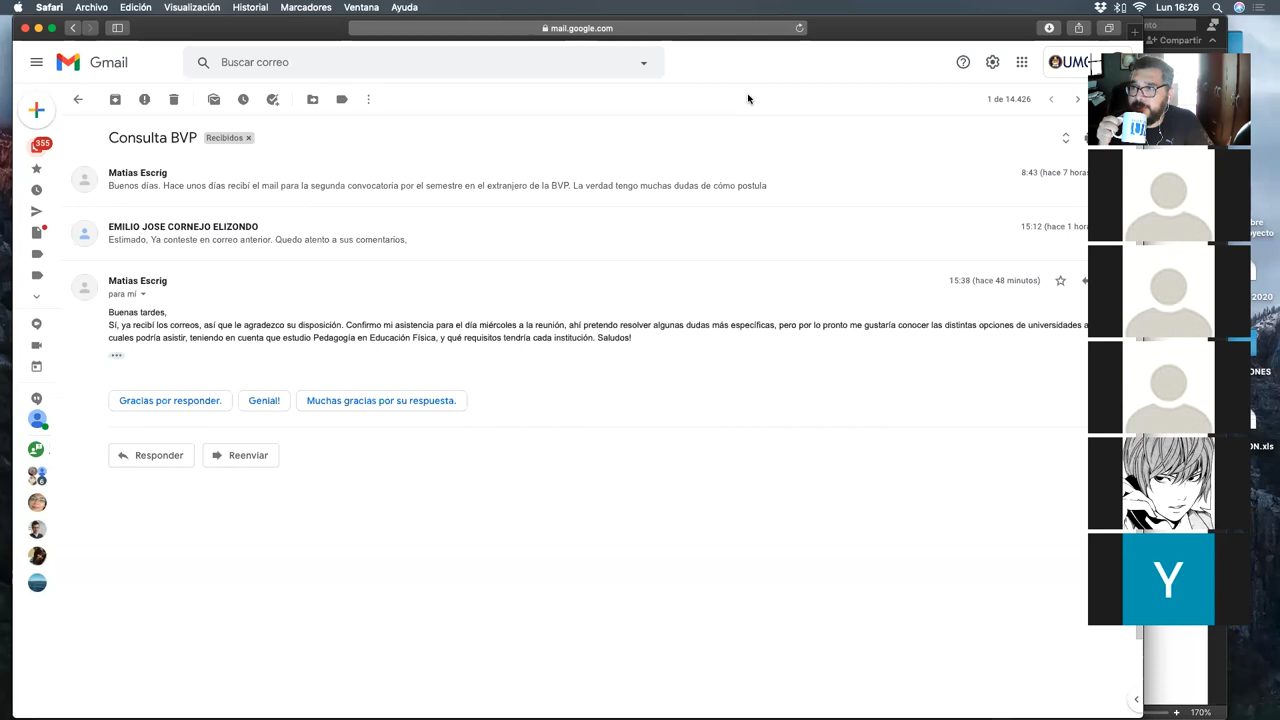 Safari Archivo Edición Visualización Historial Marcadores Ventana Ayuda
Lun 16:26
mail.google.com
Compartir
Gmail
Buscar correo
UMC
1 de 14.426
355
Consulta BVP Recibidos ×
Matias Escrig
8:43 (hace 7 hora
Buenos días. Hace unos días recibí el mail para la segunda convocatoria por el semestre en el extranjero de la BVP. La verdad tengo muchas dudas de cómo postula
EMILIO JOSE CORNEJO ELIZONDO
15:12 (hace 1 hora
Estimado, Ya conteste en correo anterior. Quedo atento a sus comentarios,
Matias Escrig
15:38 (hace 48 minutos)
para mí
Buenas tardes,
Sí, ya recibí los correos, así que le agradezco su disposición. Confirmo mi asistencia para el día miércoles a la reunión, ahí pretendo resolver algunas dudas más específicas, pero por lo pronto me gustaría conocer las distintas opciones de universidades a
cuales podría asistir, teniendo en cuenta que estudio Pedagogía en Educación Física, y qué requisitos tendría cada institución. Saludos!
Gracias por responder.
Genial!
Muchas gracias por su respuesta.
Responder
Reenviar
Y
bre
oyecto
2020
ONES
ON.xls
170%